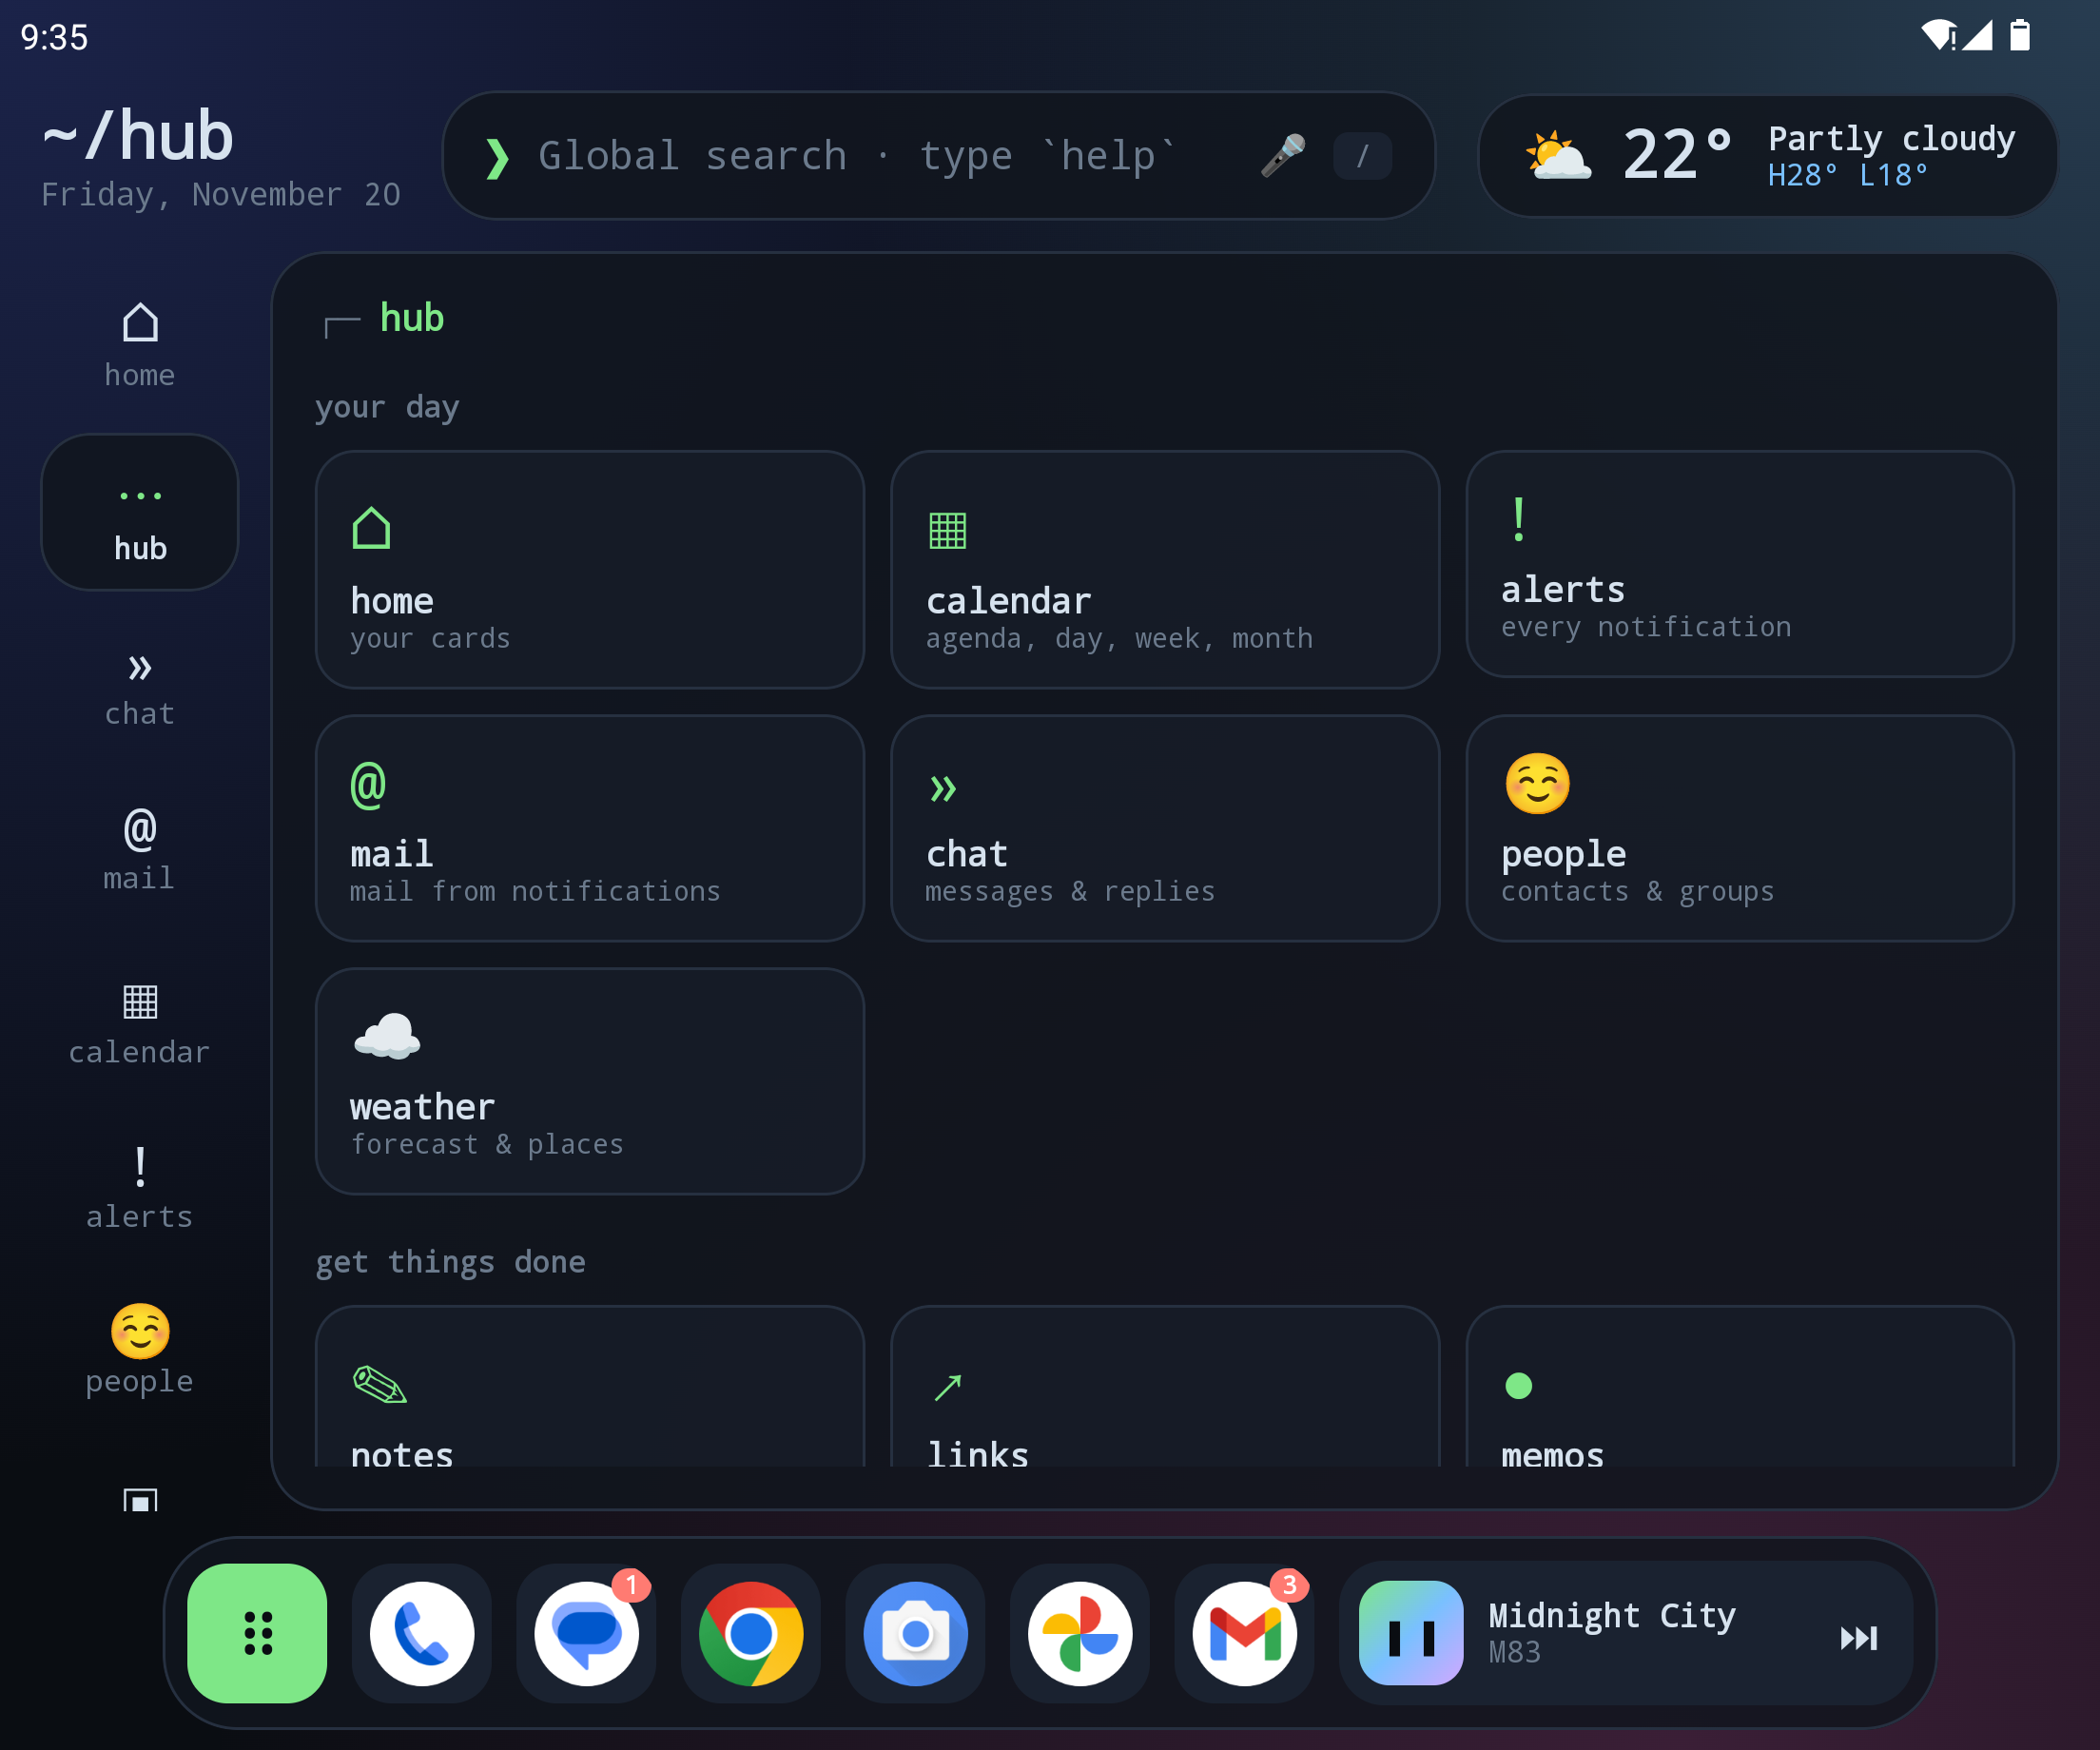 9:35
~/hub
Friday, November 20
❯ Global search · type `help`
/
22°
Partly cloudy
H28° L18°
home
hub
chat
mail
calendar
alerts
people
hub
your day
home
your cards
calendar
agenda, day, week, month
alerts
every notification
mail
mail from notifications
chat
messages & replies
people
contacts & groups
weather
forecast & places
get things done
notes
links
memos
1
3
Midnight City
M83